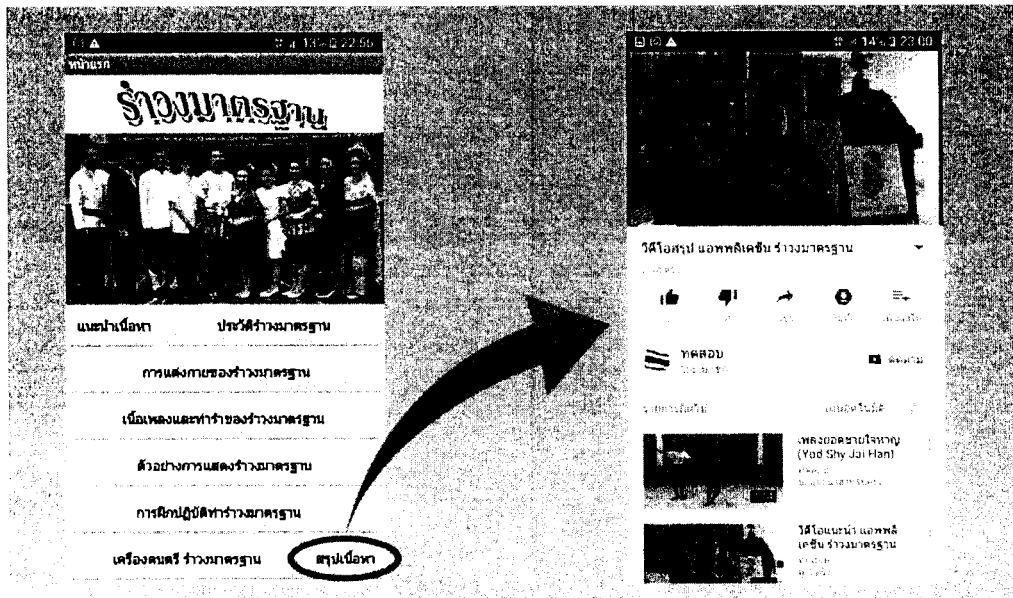 22:56
หน้าแรก
รำวงมาตรฐาน
แนะนำเนื้อหา
ประวัติรำวงมาตรฐาน
การแต่งกายของรำวงมาตรฐาน
เนื้อเพลงและท่ารำของรำวงมาตรฐาน
ตัวอย่างการแสดงรำวงมาตรฐาน
การฝึกปฏิบัติท่ารำวงมาตรฐาน
เครื่องดนตรี รำวงมาตรฐาน
สรุปเนื้อหา
14% 23:00
วีดีโอสรุป แอพพลิเคชัน รำวงมาตรฐาน
ทดสอบ
ติดตาม
เพลงยอดชายใจหาญ
(Yod Shy Jai Han)
วีดีโอแนะนำ แอพพลิ
เคชัน รำวงมาตรฐาน